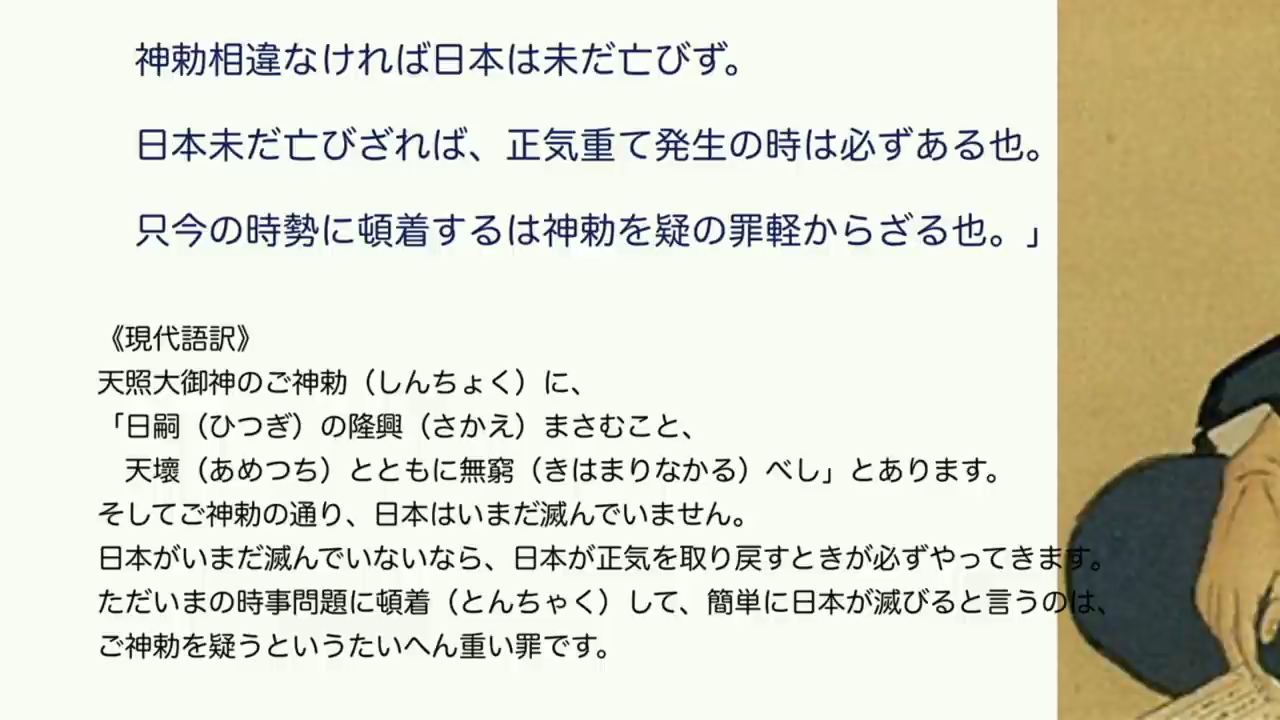 神勅相違なければ日本は未だ亡びず。
日本未だ亡びざれば、正気重て発生の時は必ずある也。
只今の時勢に頓着するは神勅を疑の罪軽からざる也。」
《現代語訳》
天照大御神のご神勅（しんちょく）に、
「日嗣（ひつぎ）の隆興（さかえ）まさむこと、
天壞（あめつち）とともに無窮（きはまりなかる）べし」とあります。
そしてご神勅の通り、日本はいまだ滅んでいません。
日本がいまだ滅んでいないなら、日本が正気を取り戻すときが必ずやってきます。
ただいまの時事問題に頓着（とんちゃく）して、簡単に日本が滅びると言うのは、
ご神勅を疑うというたいへん重い罪です。